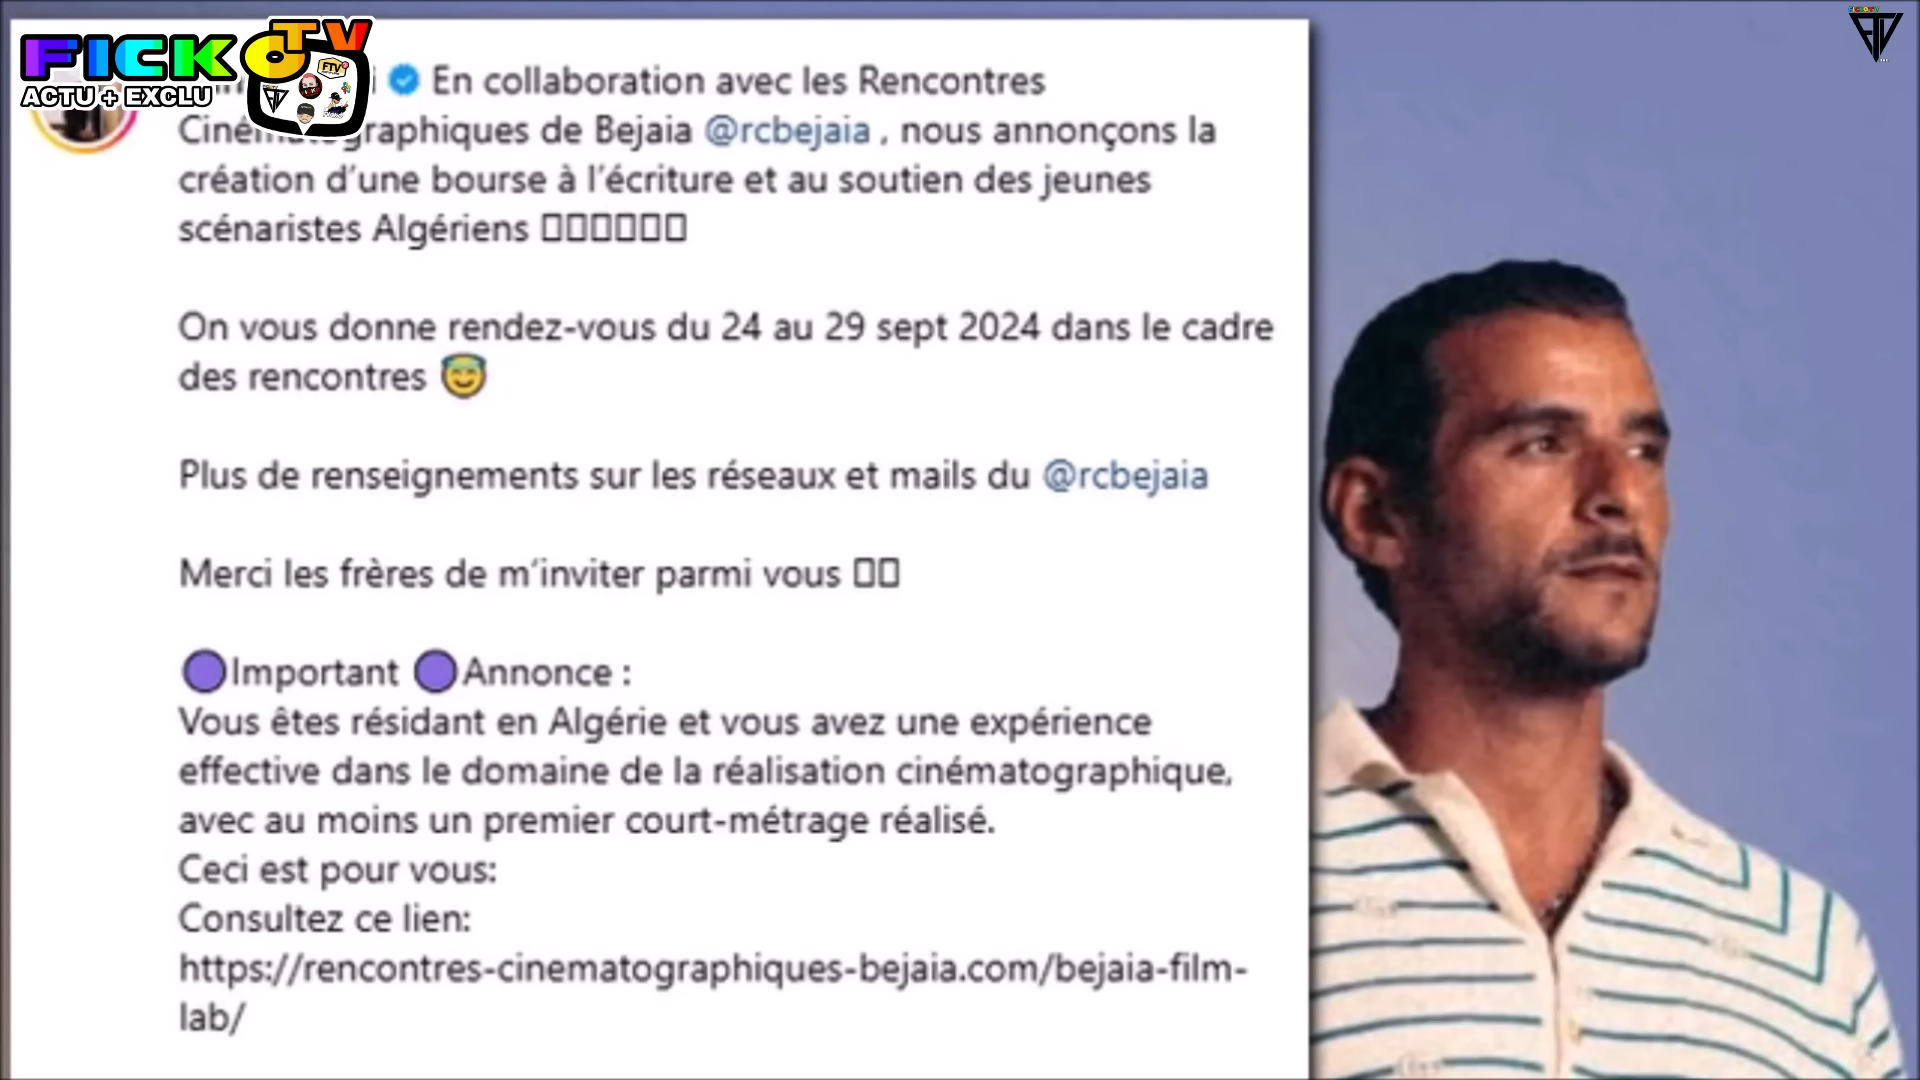 FICKO TV
ACTU + EXCLU
FTV
En collaboration avec les Rencontres
Cinématographiques de Bejaia @rcbejaia , nous annonçons la
création d’une bourse à l’écriture et au soutien des jeunes
scénaristes Algériens
On vous donne rendez-vous du 24 au 29 sept 2024 dans le cadre
des rencontres 😇
Plus de renseignements sur les réseaux et mails du @rcbejaia
Merci les frères de m’inviter parmi vous
🟣Important 🟣Annonce :
Vous êtes résidant en Algérie et vous avez une expérience
effective dans le domaine de la réalisation cinématographique,
avec au moins un premier court-métrage réalisé.
Ceci est pour vous:
Consultez ce lien:
https://rencontres-cinematographiques-bejaia.com/bejaia-film-
lab/